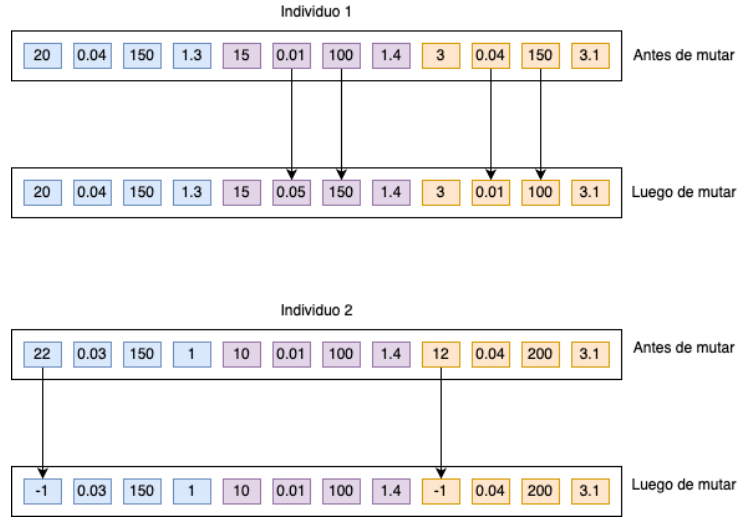 Individuo 1
20 0.04 150 1.3 15 0.01 100 1.4 3 0.04 150 3.1 Antes de mutar
20 0.04 150 1.3 15 0.05 150 1.4 3 0.01 100 3.1 Luego de mutar
Individuo 2
22 0.03 150 1 10 0.01 100 1.4 12 0.04 200 3.1 Antes de mutar
-1 0.03 150 1 10 0.01 100 1.4 -1 0.04 200 3.1 Luego de mutar